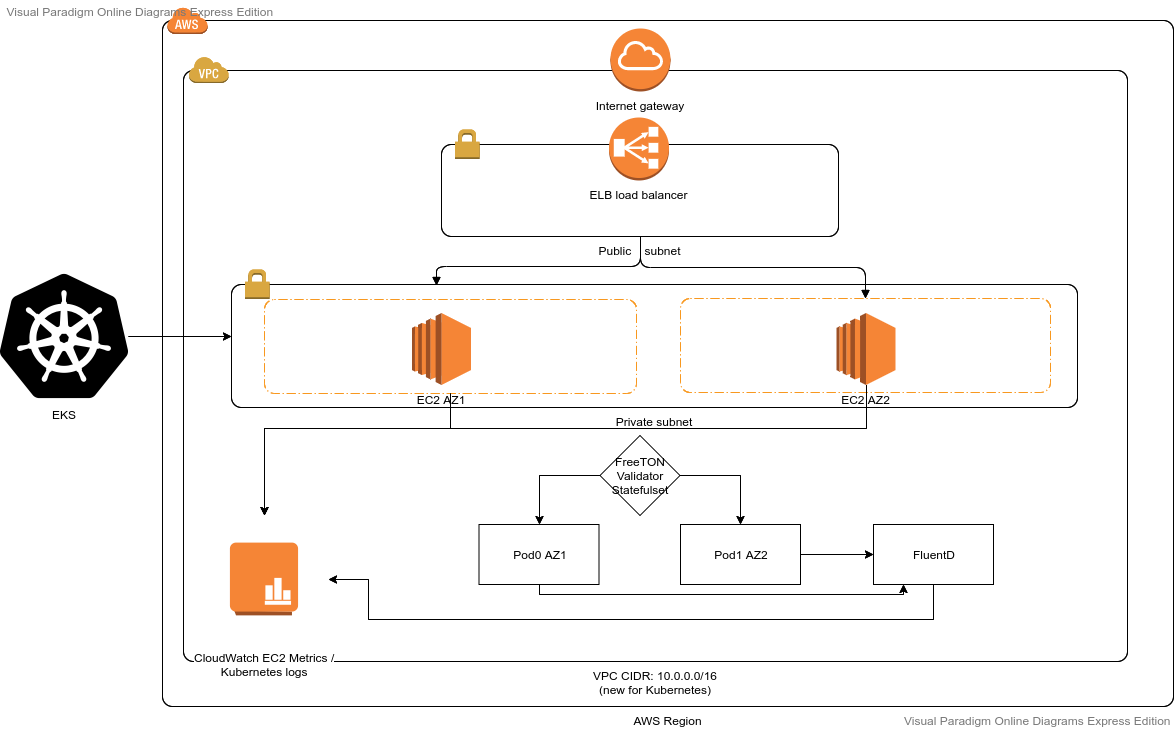 Visual Paradigm Online Diagrams Express Edition
AWS
VPC
Internet gateway
ELB load balancer
Public subnet
EKS
EC2 AZ1
EC2 AZ2
Private subnet
FreeTON
Validator
Statefulset
Pod0 AZ1
Pod1 AZ2
FluentD
CloudWatch EC2 Metrics /
Kubernetes logs
VPC CIDR: 10.0.0.0/16
(new for Kubernetes)
AWS Region
Visual Paradigm Online Diagrams Express Edition